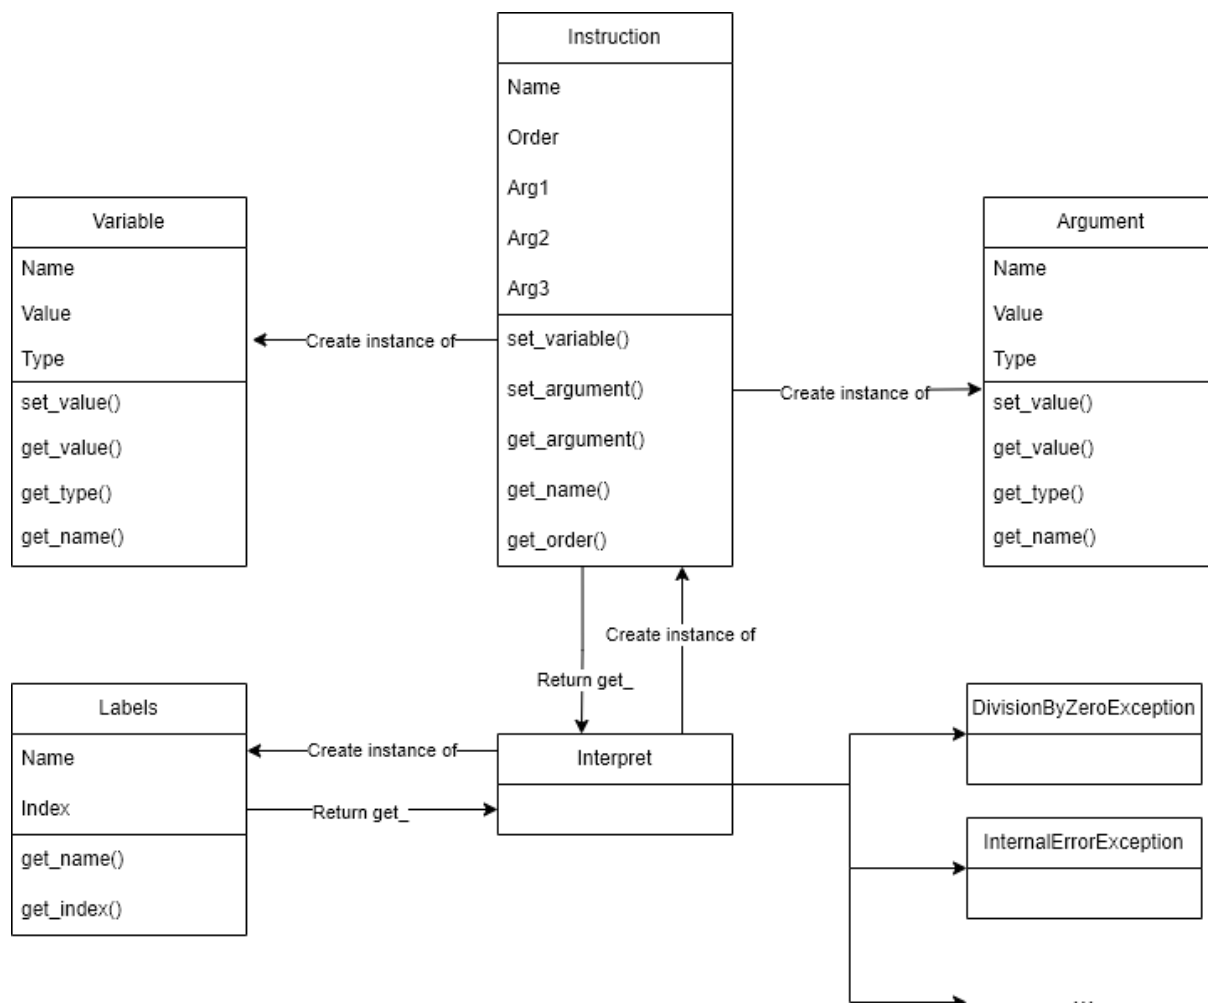 Instruction
Name
Order
Arg1
Arg2
Arg3
set_variable()
set_argument()
get_argument()
get_name()
get_order()
Variable
Name
Value
Type
set_value()
get_value()
get_type()
get_name()
Create instance of
Argument
Name
Value
Type
set_value()
get_value()
get_type()
get_name()
Create instance of
Create instance of
Return get_
Labels
Name
Index
get_name()
get_index()
Create instance of
Return get_
Interpret
DivisionByZeroException
InternalErrorException
...